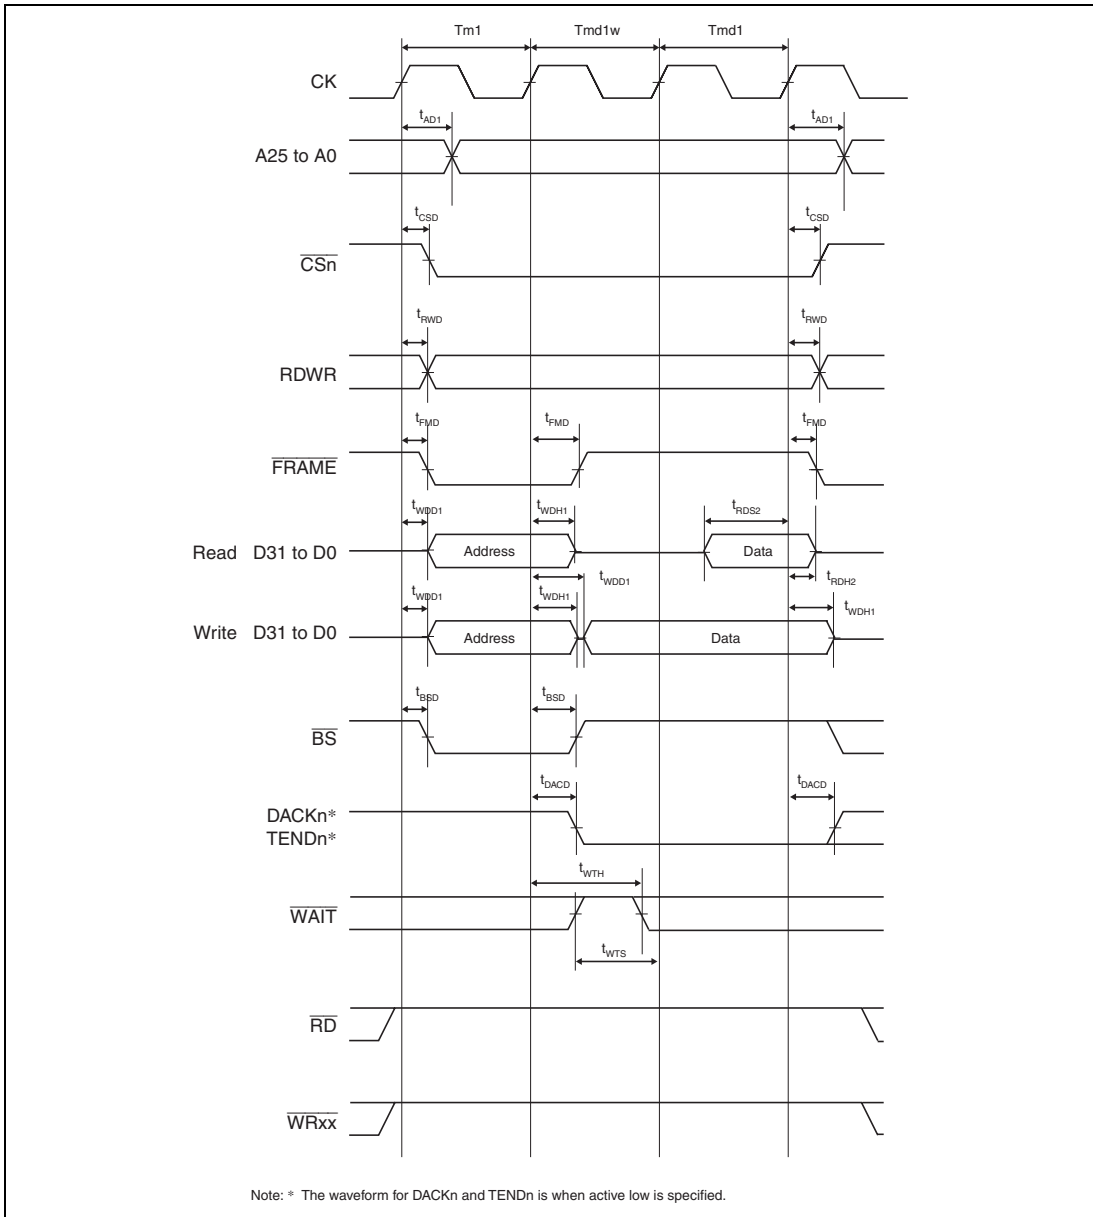 Tm1 Tmd1w Tmd1
CK
tAD1 tAD1
A25 to A0
tCSD tCSD
CSn
tRWD tRWD
RDWR
tFMD tFMD tFMD
FRAME
tWDD1 tWDH1 tRDS2
Read D31 to D0 Address Data
tWDD1 tRDH2
tWDD1 tWDH1 tWDH1
Write D31 to D0 Address Data
tBSD tBSD
BS
tDACD tDACD
DACKn*
TENDn*
tWTH
WAIT
tWTS
RD
WRxx
Note: * The waveform for DACKn and TENDn is when active low is specified.